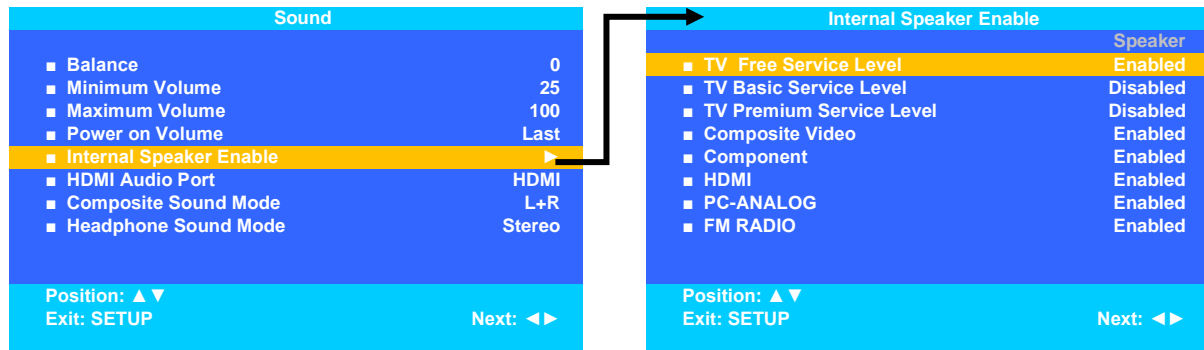 Sound
■ Balance 0
■ Minimum Volume 25
■ Maximum Volume 100
■ Power on Volume Last
■ Internal Speaker Enable ►
■ HDMI Audio Port HDMI
■ Composite Sound Mode L+R
■ Headphone Sound Mode Stereo
Position: ▲▼
Exit: SETUP Next: ◄►
Internal Speaker Enable
Speaker
■ TV  Free Service Level Enabled
■ TV Basic Service Level Disabled
■ TV Premium Service Level Disabled
■ Composite Video Enabled
■ Component Enabled
■ HDMI Enabled
■ PC-ANALOG Enabled
■ FM RADIO Enabled
Position: ▲▼
Exit: SETUP Next: ◄►